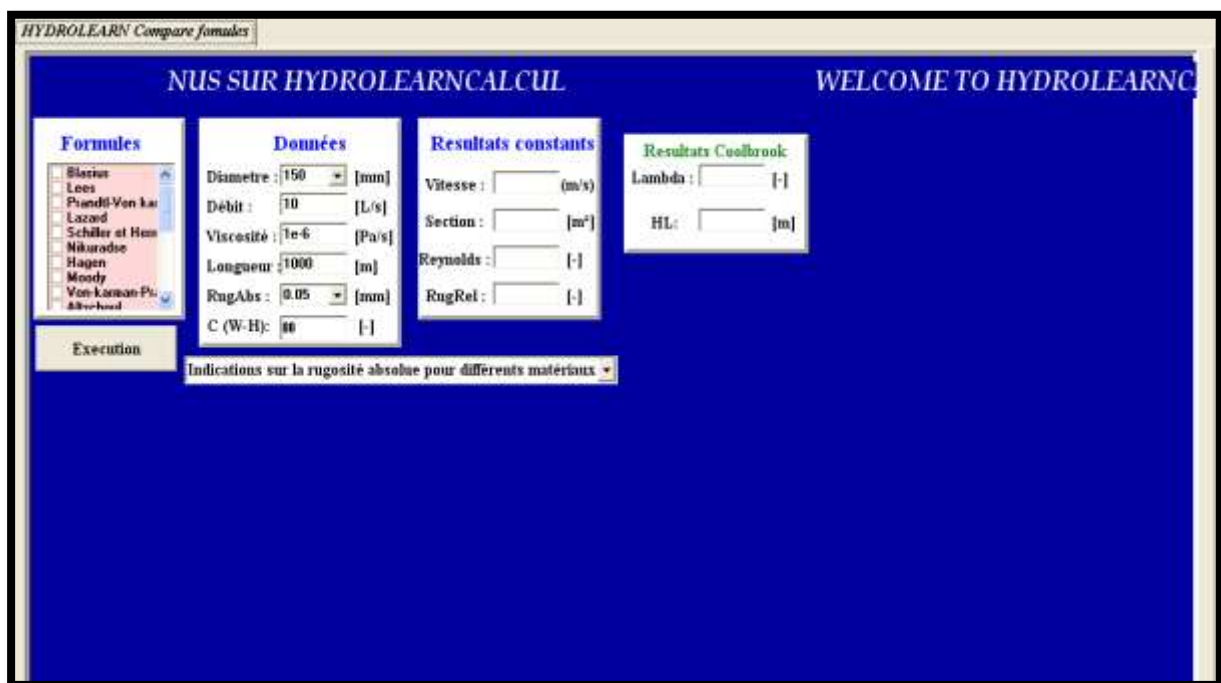 HYDROLEARN Compare fomules
NUS SUR HYDROLEARNCALCUL
WELCOME TO HYDROLEARNC
Formules
Blasius
Lees
Prandtl-Von-ka
Lazard
Schiller et Her
Nikuradse
Hagen
Moody
Von-karman-Pr
Altschoul
Execution
Données
Diametre : 150 [mm]
Débit : 10 [L/s]
Viscosité : 1e-6 [Pa/s]
Longueur : 1000 [m]
RugAbs : 0.05 [mm]
C (W-H): [-]
Resultats constants
Vitesse : (m/s)
Section : [m²]
Reynolds : [-]
RugRel : [-]
Resultats Coolbrook
Lambda : [-]
HL: [m]
Indications sur la rugosité absolue pour différents matériaux